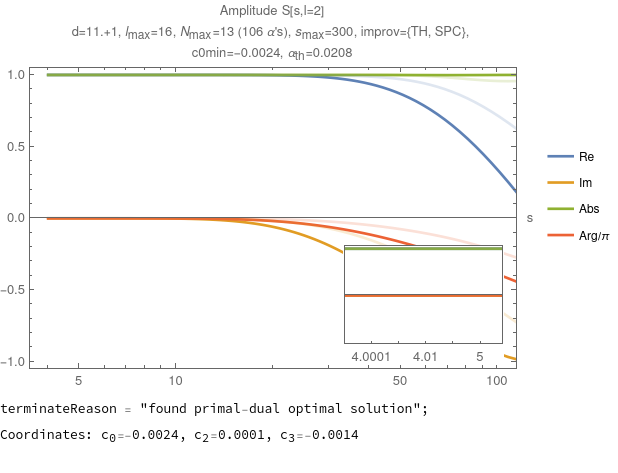 Amplitude S[s,l=2]
d=11.+1, lmax=16, Nmax=13 (106 α's), smax=300, improv={TH, SPC},
c0min=−0.0024, αth=0.0208
1.0
0.5
0.0
−0.5
−1.0
s
Re
Im
Abs
Arg/π
4.0001 4.01 5
5 10 50 100
terminateReason = "found primal-dual optimal solution";
Coordinates: c0=-0.0024, c2=0.0001, c3=-0.0014